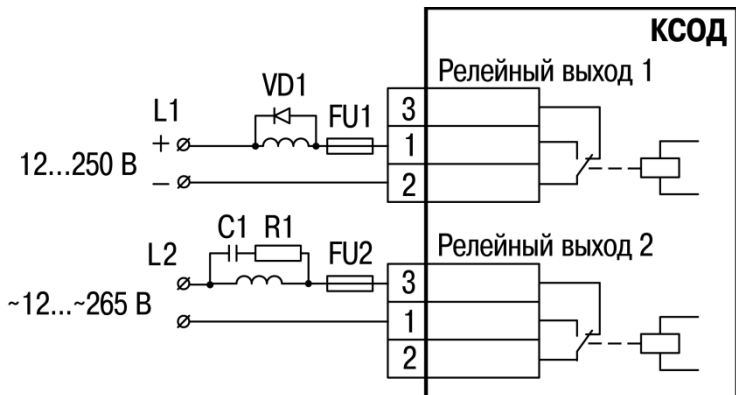 КСОД
Релейный выход 1
VD1
L1
FU1
3
+
1
12...250 В
–
2
C1 R1
Релейный выход 2
L2
FU2
3
~12...~265 В
1
2